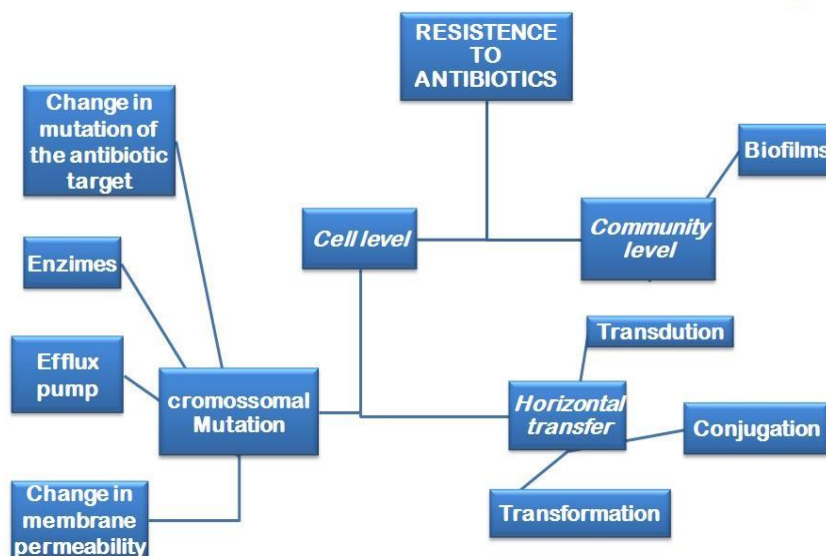 RESISTENCE
TO
ANTIBIOTICS
Change in
mutation of
the antibiotic
target
Biofilms
Cell level
Community
level
Enzimes
Transdution
Efflux
pump
cromossomal
Mutation
Horizontal
transfer
Conjugation
Change in
membrane
permeability
Transformation